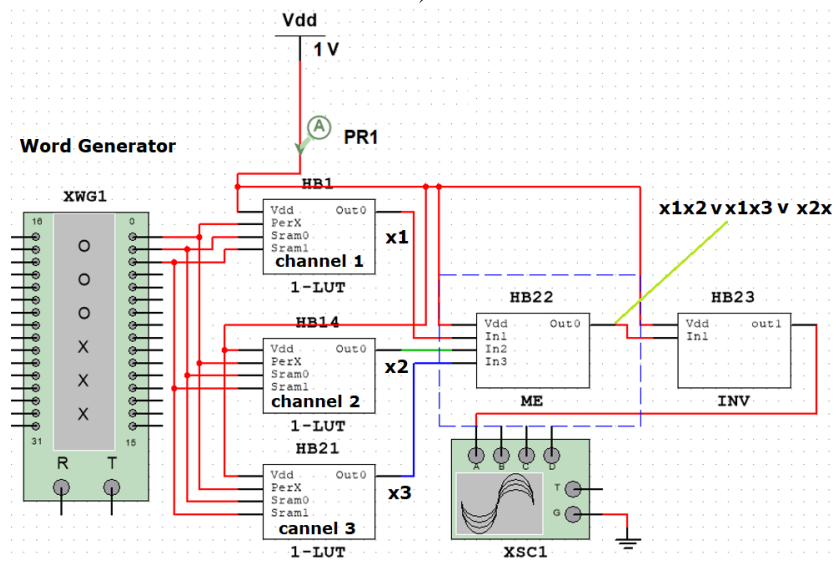 Vdd
1 V
A
PR1
Word Generator
XWG1
16
0
O
O
O
X
X
X
31
15
R
T
HB1
Vdd
Out0
PerX
Sram0
Sram1
channel 1
1-LUT
x1
HB14
Vdd
Out0
PerX
Sram0
Sram1
channel 2
1-LUT
x2
HB21
Vdd
Out0
PerX
Sram0
Sram1
cannel 3
1-LUT
x3
x1x2 v x1x3 v x2x
HB22
Vdd
Out0
In1
In2
In3
ME
HB23
Vdd
out1
In1
INV
A
B
C
D
T
G
XSC1